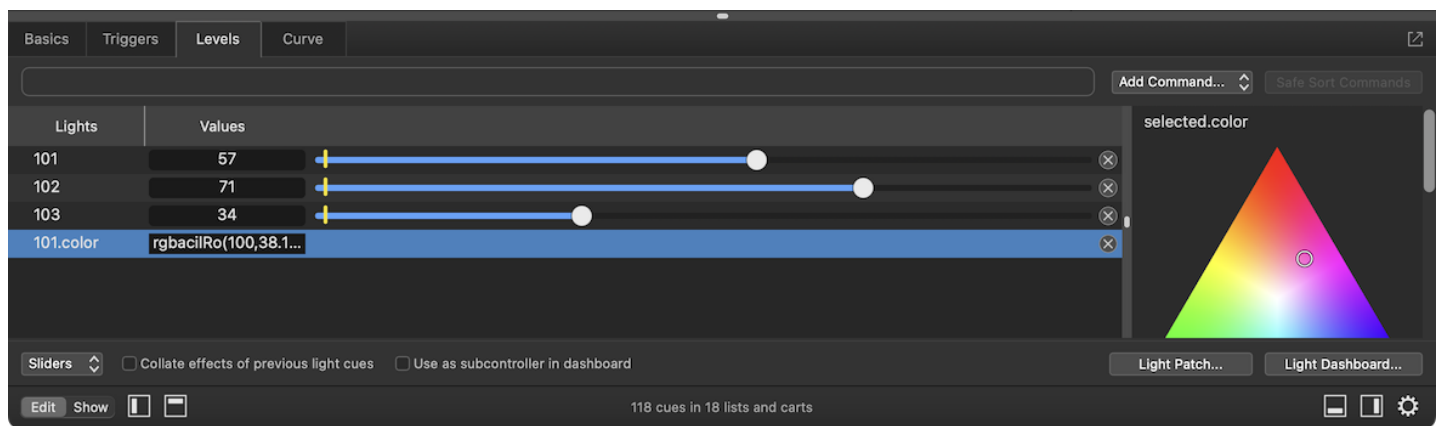 Basics Triggers Levels Curve
Add Command... Safe Sort Commands
Lights Values selected.color
101 57
102 71
103 34
101.color rgbacilRo(100,38.1...
Sliders Collate effects of previous light cues Use as subcontroller in dashboard Light Patch... Light Dashboard...
Edit Show 118 cues in 18 lists and carts